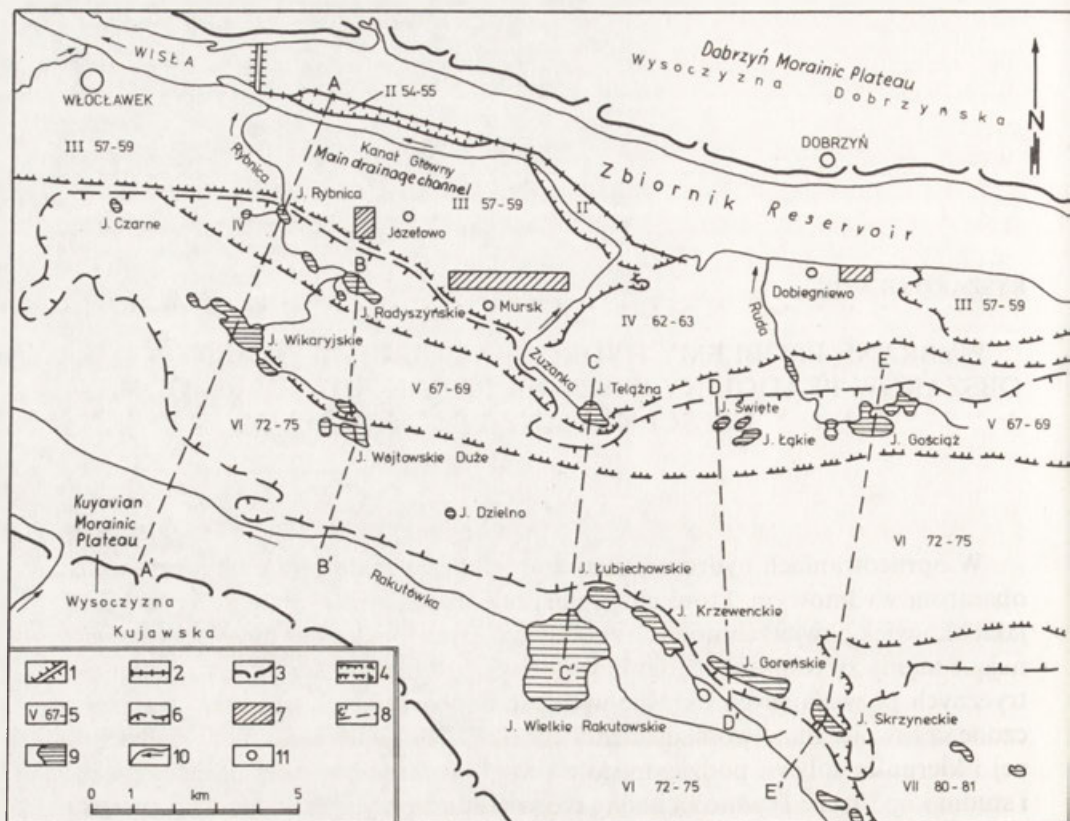 WISŁA
WŁOCŁAWEK
III 57-59
A
II 54-55
Dobrzyń Morainic Plateau
Wysoczyzna Dobrzyńska
N
DOBRZYŃ
Kanał Główny
Main drainage channel
III 57-59
Rybnica
Zbiornik Reservoir
II
J. Rybnica
J. Czarne
IV
Józefowo
B
J. Radyszyńskie
Mursk
IV 62-63
Dobiegniewo
III 57-59
Ruda
J. Wikaryjskie
Zuzanka
C
J. Telążna
D
E
V 67-69
J. Święte
J. Łąkie
J. Gościąż
V 67-69
VI 72-75
J. Wójtowskie Duże
J. Dzielno
VI 72-75
Kuyavian
Morainic
Plateau
A'
B'
Rakutówka
Wysoczyzna
Kujawska
J. Łubiechowskie
J. Krzewenckie
J. Goreńskie
C'
D'
J. Wielkie Rakutowskie
J. Skrzyneckie
VI 72-75
E'
VII 80-81
1
2
3
4
V 67- 5
6
7
8
9
10
11
0 1 km 5